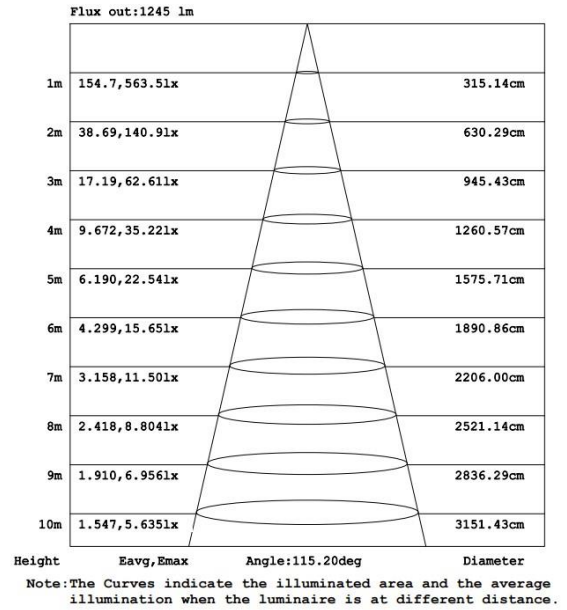 Flux out:1245 lm
1m 154.7,563.5lx 315.14cm
2m 38.69,140.9lx 630.29cm
3m 17.19,62.61lx 945.43cm
4m 9.672,35.22lx 1260.57cm
5m 6.190,22.54lx 1575.71cm
6m 4.299,15.65lx 1890.86cm
7m 3.158,11.50lx 2206.00cm
8m 2.418,8.804lx 2521.14cm
9m 1.910,6.956lx 2836.29cm
10m 1.547,5.635lx 3151.43cm
Height Eavg,Emax Angle:115.20deg Diameter
Note:The Curves indicate the illuminated area and the average
illumination when the luminaire is at different distance.